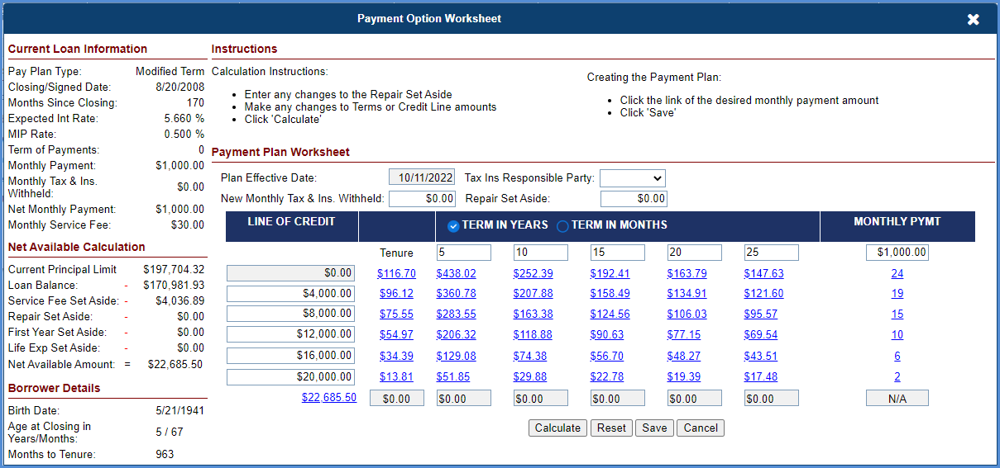 Payment Option Worksheet
Current Loan Information
Pay Plan Type: Modified Term
Closing/Signed Date: 8/20/2008
Months Since Closing: 170
Expected Int Rate: 5.660 %
MIP Rate: 0.500 %
Term of Payments: 0
Monthly Payment: $1,000.00
Monthly Tax & Ins.
Withheld: $0.00
Net Monthly Payment: $1,000.00
Monthly Service Fee: $30.00
Net Available Calculation
Current Principal Limit $197,704.32
Loan Balance: - $170,981.93
Service Fee Set Aside: - $4,036.89
Repair Set Aside: - $0.00
First Year Set Aside: - $0.00
Life Exp Set Aside: - $0.00
Net Available Amount: = $22,685.50
Borrower Details
Birth Date: 5/21/1941
Age at Closing in
Years/Months: 5 / 67
Months to Tenure: 963
Instructions
Calculation Instructions:
• Enter any changes to the Repair Set Aside
• Make any changes to Terms or Credit Line amounts
• Click 'Calculate'
Creating the Payment Plan:
• Click the link of the desired monthly payment amount
• Click 'Save'
Payment Plan Worksheet
Plan Effective Date: 10/11/2022 Tax Ins Responsible Party:
New Monthly Tax & Ins. Withheld: $0.00 Repair Set Aside: $0.00
LINE OF CREDIT TERM IN YEARS TERM IN MONTHS MONTHLY PYMT
Tenure 5 10 15 20 25 $1,000.00
$0.00 $116.70 $438.02 $252.39 $192.41 $163.79 $147.63 24
$4,000.00 $96.12 $360.78 $207.88 $158.49 $134.91 $121.60 19
$8,000.00 $75.55 $283.55 $163.38 $124.56 $106.03 $95.57 15
$12,000.00 $54.97 $206.32 $118.88 $90.63 $77.15 $69.54 10
$16,000.00 $34.39 $129.08 $74.38 $56.70 $48.27 $43.51 6
$20,000.00 $13.81 $51.85 $29.88 $22.78 $19.39 $17.48 2
$22,685.50 $0.00 $0.00 $0.00 $0.00 $0.00 $0.00 N/A
Calculate Reset Save Cancel